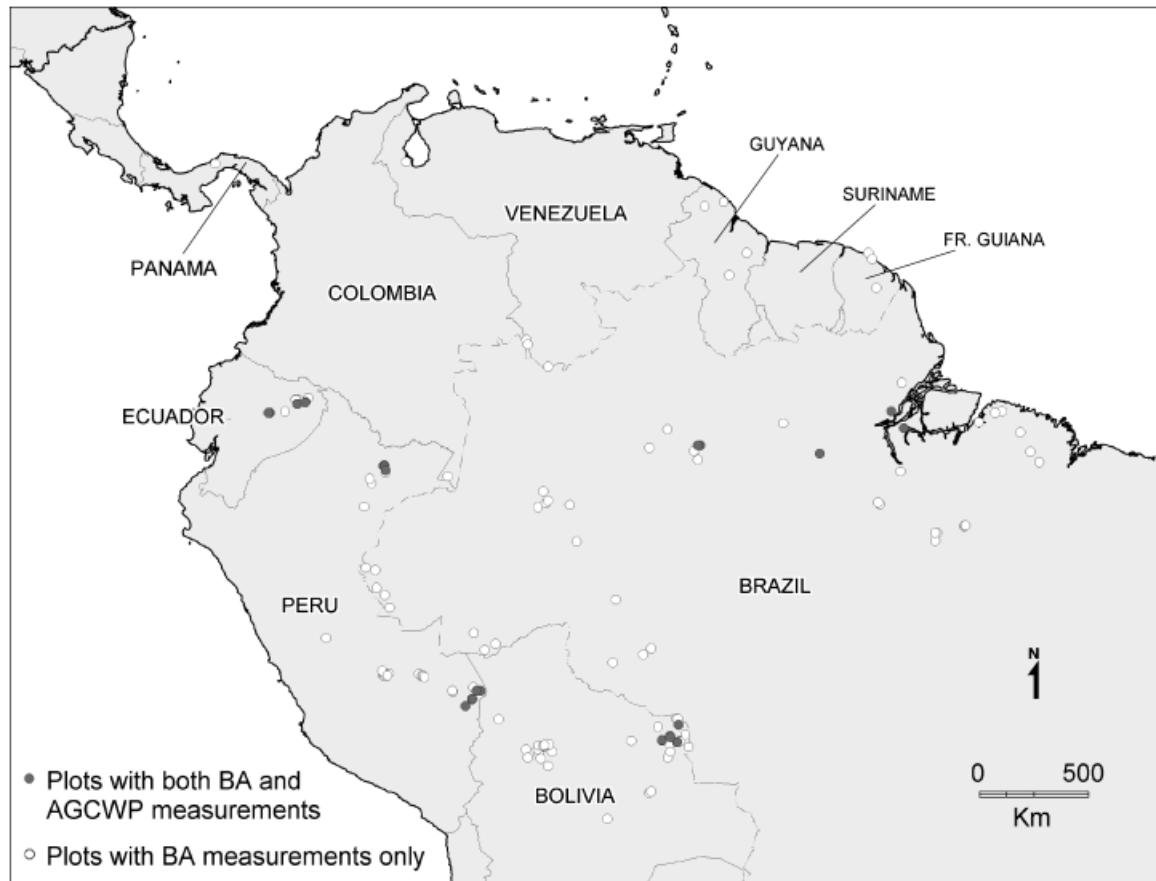 GUYANA
SURINAME
VENEZUELA
FR. GUIANA
PANAMA
COLOMBIA
ECUADOR
BRAZIL
PERU
N
BOLIVIA
0 500
Km
Plots with both BA and
AGCWP measurements
Plots with BA measurements only